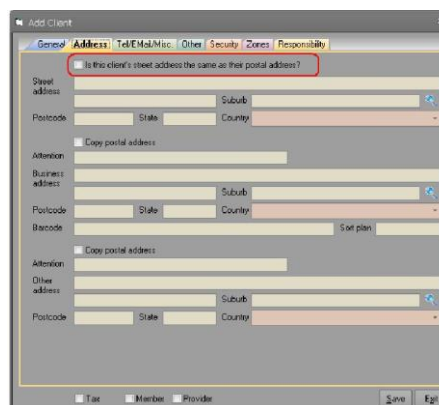 Add Client
General Address Tel/EMail/Misc. Other Security Zones Responsibility
Is this client's street address the same as their postal address?
Street address
Suburb
Postcode State Country
Copy postal address
Attention
Business address
Suburb
Postcode State Country
Barcode Sort plan
Copy postal address
Attention
Other address
Suburb
Postcode State Country
Tax Member Provider Save Exit